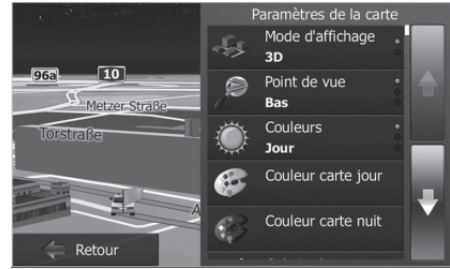 Paramètres de la carte
Mode d'affichage
3D
Point de vue
Bas
Couleurs
Jour
Couleur carte jour
Couleur carte nuit
96a
10
Metzer Straße
Torstraße
A
Retour